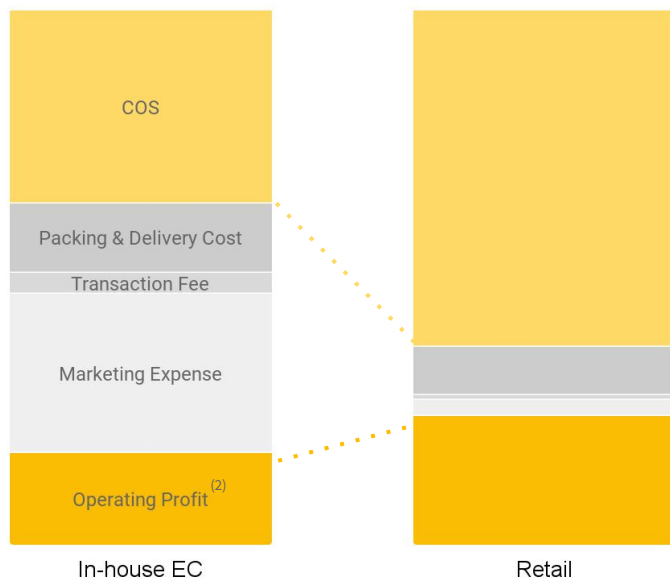 COS
Packing & Delivery Cost
Transaction Fee
Marketing Expense
Operating Profit (2)
In-house EC
Retail